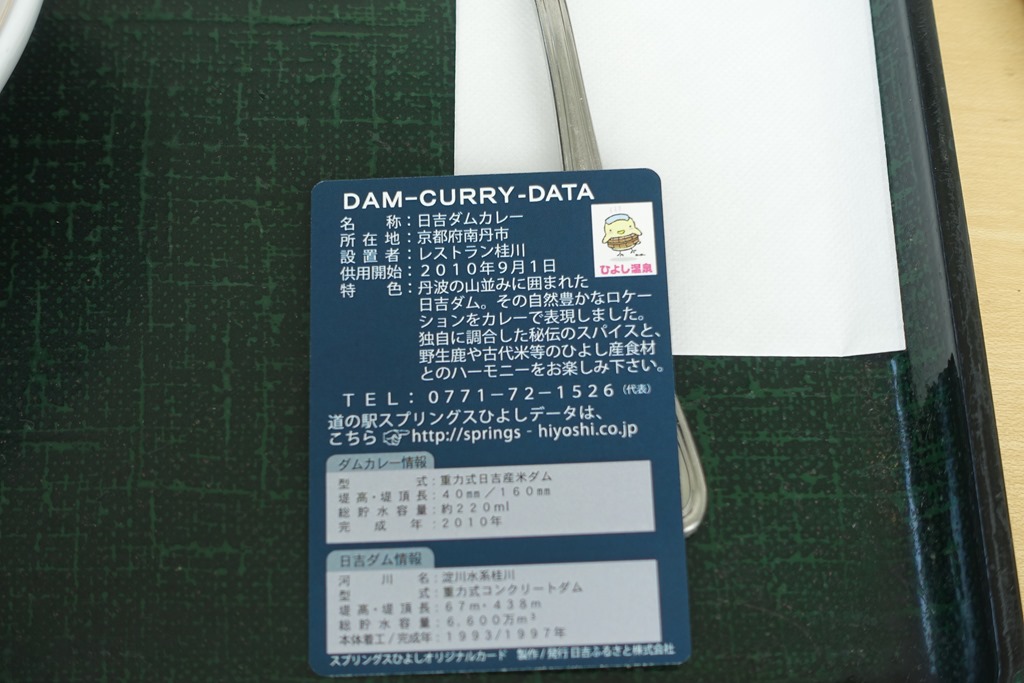 DAM-CURRY-DATA
名称：日吉ダムカレー
所在地：京都府南丹市
設置者：レストラン桂川
供用開始：２０１０年９月１日
特色：丹波の山並みに囲まれた
日吉ダム。その自然豊かなロケー
ションをカレーで表現しました。
独自に調合した秘伝のスパイスと、
野生鹿や古代米等のひよし産食材
とのハーモニーをお楽しみ下さい。
ひよし温泉
ＴＥＬ：０７７１－７２－１５２６（代表）
道の駅スプリングスひよしデータは、
こちら☞http://springs-hiyoshi.co.jp
ダムカレー情報
型式：重力式日吉産米ダム
堤高・堤頂長：４０㎜／１６０㎜
総貯水容量：約２２０ml
完成年：２０１０年
日吉ダム情報
河川名：淀川水系桂川
型式：重力式コンクリートダム
堤高・堤頂長：６７ｍ・４３８ｍ
総貯水容量：６,６００万ｍ³
本体着工／完成年：１９９３／１９９７年
スプリングスひよしオリジナルカード　製作／発行 日吉ふるさと株式会社